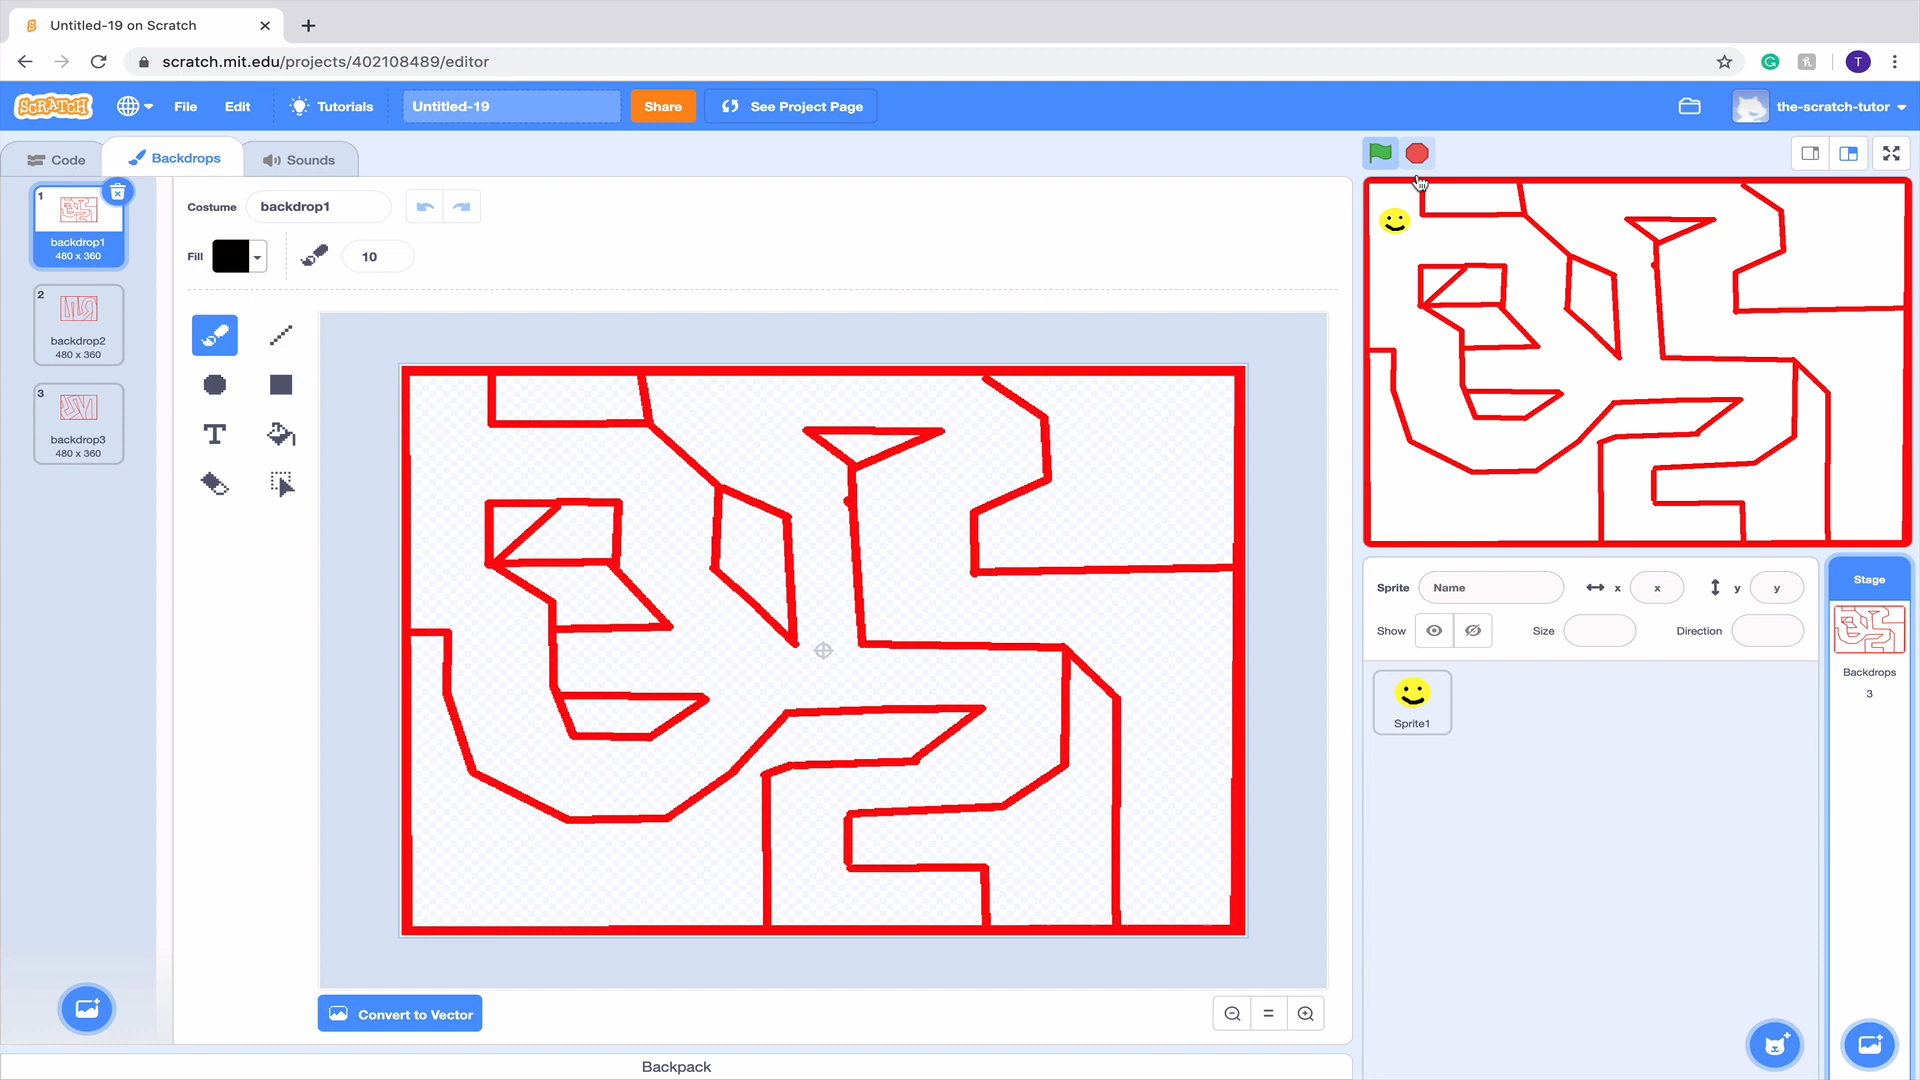 Untitled-19 on Scratch
scratch.mit.edu/projects/402108489/editor
T
SCRATCH
File
Edit
Tutorials
Untitled-19
Share
See Project Page
the-scratch-tutor
Code
Backdrops
Sounds
1
backdrop1
480 x 360
2
backdrop2
480 x 360
3
backdrop3
480 x 360
Costume
backdrop1
Fill
10
T
Convert to Vector
Backpack
Sprite
Name
x
x
y
y
Show
Size
Direction
Sprite1
Stage
Backdrops
3